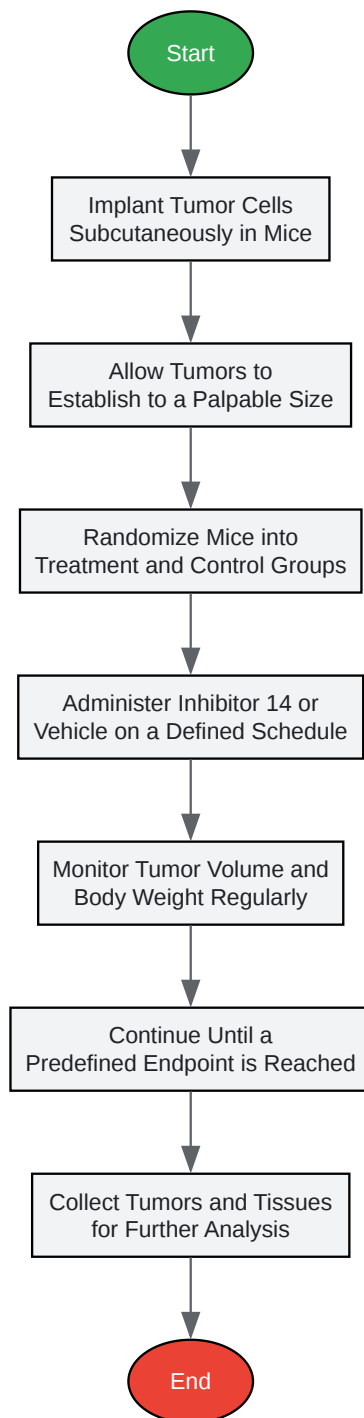 Start
Implant Tumor Cells
Subcutaneously in Mice
Allow Tumors to
Establish to a Palpable Size
Randomize Mice into
Treatment and Control Groups
Administer Inhibitor 14 or
Vehicle on a Defined Schedule
Monitor Tumor Volume and
Body Weight Regularly
Continue Until a
Predefined Endpoint is Reached
Collect Tumors and Tissues
for Further Analysis
End